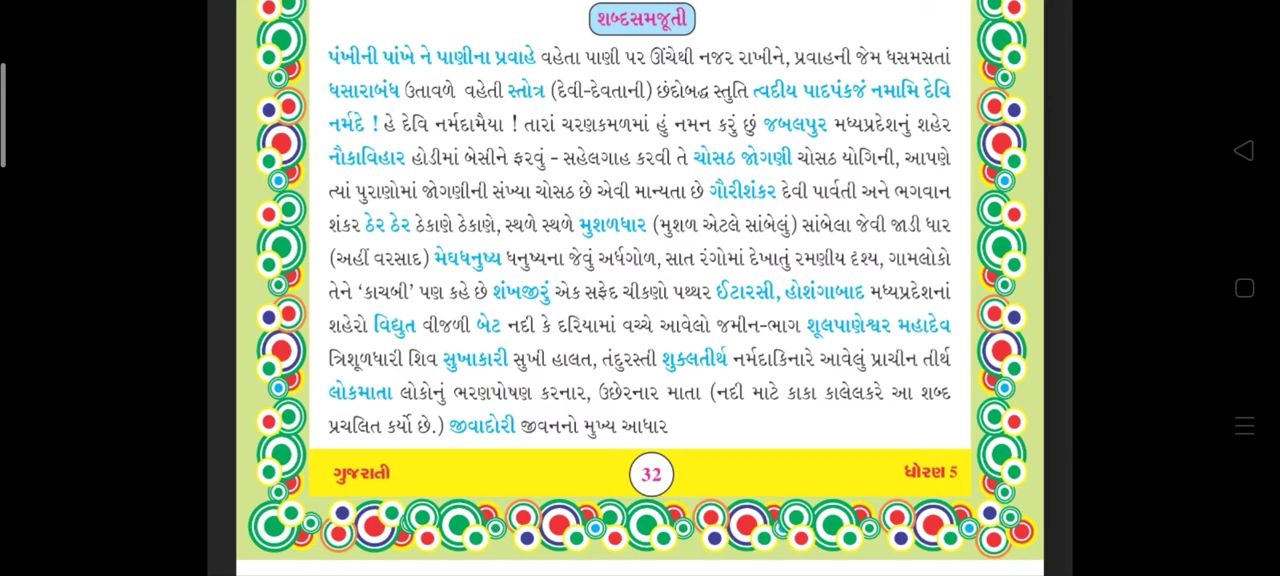 શબ્દસમજૂતી
પંખીની પાંખે ને પાણીના પ્રવાહે વહેતા પાણી પર ઊંચેથી નજર રાખીને, પ્રવાહની જેમ ધસમસતાં
ધસારાબંધ ઉતાવળે વહેતી સ્તોત્ર (દેવી-દેવતાની) છંદોબદ્ધ સ્તુતિ ત્વદીય પાદપંકજં નમામિ દેવિ
નર્મદે ! હે દેવિ નર્મદામૈયા ! તારાં ચરણકમળમાં હું નમન કરું છું જબલપુર મધ્યપ્રદેશનું શહેર
નૌકાવિહાર હોડીમાં બેસીને ફરવું - સહેલગાહ કરવી તે ચોસઠ જોગણી ચોસઠ યોગિની, આપણે
ત્યાં પુરાણોમાં જોગણીની સંખ્યા ચોસઠ છે એવી માન્યતા છે ગૌરીશંકર દેવી પાર્વતી અને ભગવાન
શંકર ઠેર ઠેર ઠેકાણે ઠેકાણે, સ્થળે સ્થળે મુશળધાર (મુશળ એટલે સાંબેલું) સાંબેલા જેવી જાડી ધાર
(અહીં વરસાદ) મેઘધનુષ્ય ધનુષ્યના જેવું અર્ધગોળ, સાત રંગોમાં દેખાતું રમણીય દૃશ્ય, ગામલોકો
તેને ‘કાચબી’ પણ કહે છે શંખજીરું એક સફેદ ચીકણો પથ્થર ઈટારસી, હોશંગાબાદ મધ્યપ્રદેશનાં
શહેરો વિદ્યુત વીજળી બેટ નદી કે દરિયામાં વચ્ચે આવેલો જમીન-ભાગ શૂલપાણેશ્વર મહાદેવ
ત્રિશૂળધારી શિવ સુખાકારી સુખી હાલત, તંદુરસ્તી શુક્લતીર્થ નર્મદાકિનારે આવેલું પ્રાચીન તીર્થ
લોકમાતા લોકોનું ભરણપોષણ કરનાર, ઉછેરનાર માતા (નદી માટે કાકા કાલેલકરે આ શબ્દ
પ્રચલિત કર્યો છે.) જીવાદોરી જીવનનો મુખ્ય આધાર
ગુજરાતી 32 ધોરણ 5